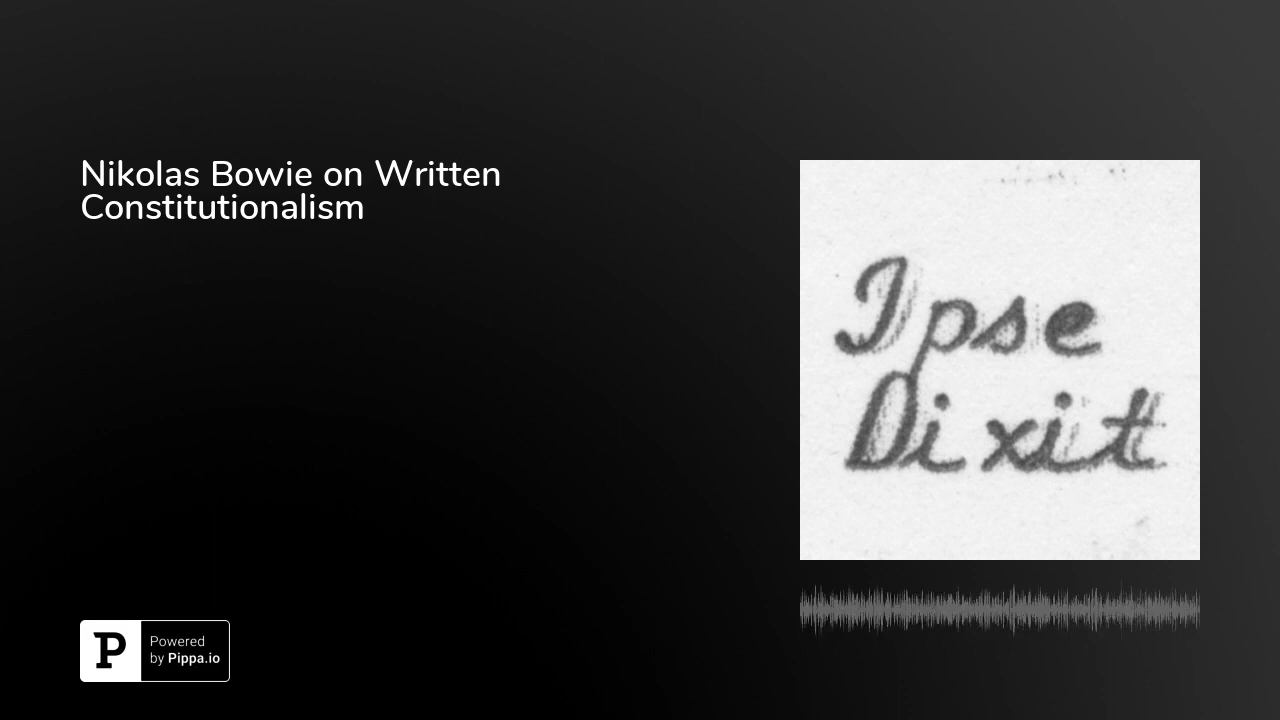 Nikolas Bowie on Written
Constitutionalism
Ipse
Dixit
P
Powered
by Pippa.io